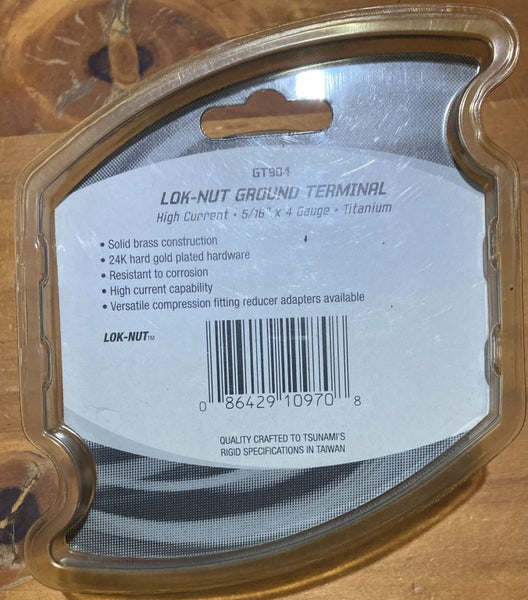 GT904
LOK-NUT GROUND TERMINAL
High Current • 5/16" x 4 Gauge • Titanium
• Solid brass construction
• 24K hard gold plated hardware
• Resistant to corrosion
• High current capability
• Versatile compression fitting reducer adapters available
LOK-NUT™
0 86429 10970 8
QUALITY CRAFTED TO TSUNAMI'S
RIGID SPECIFICATIONS IN TAIWAN